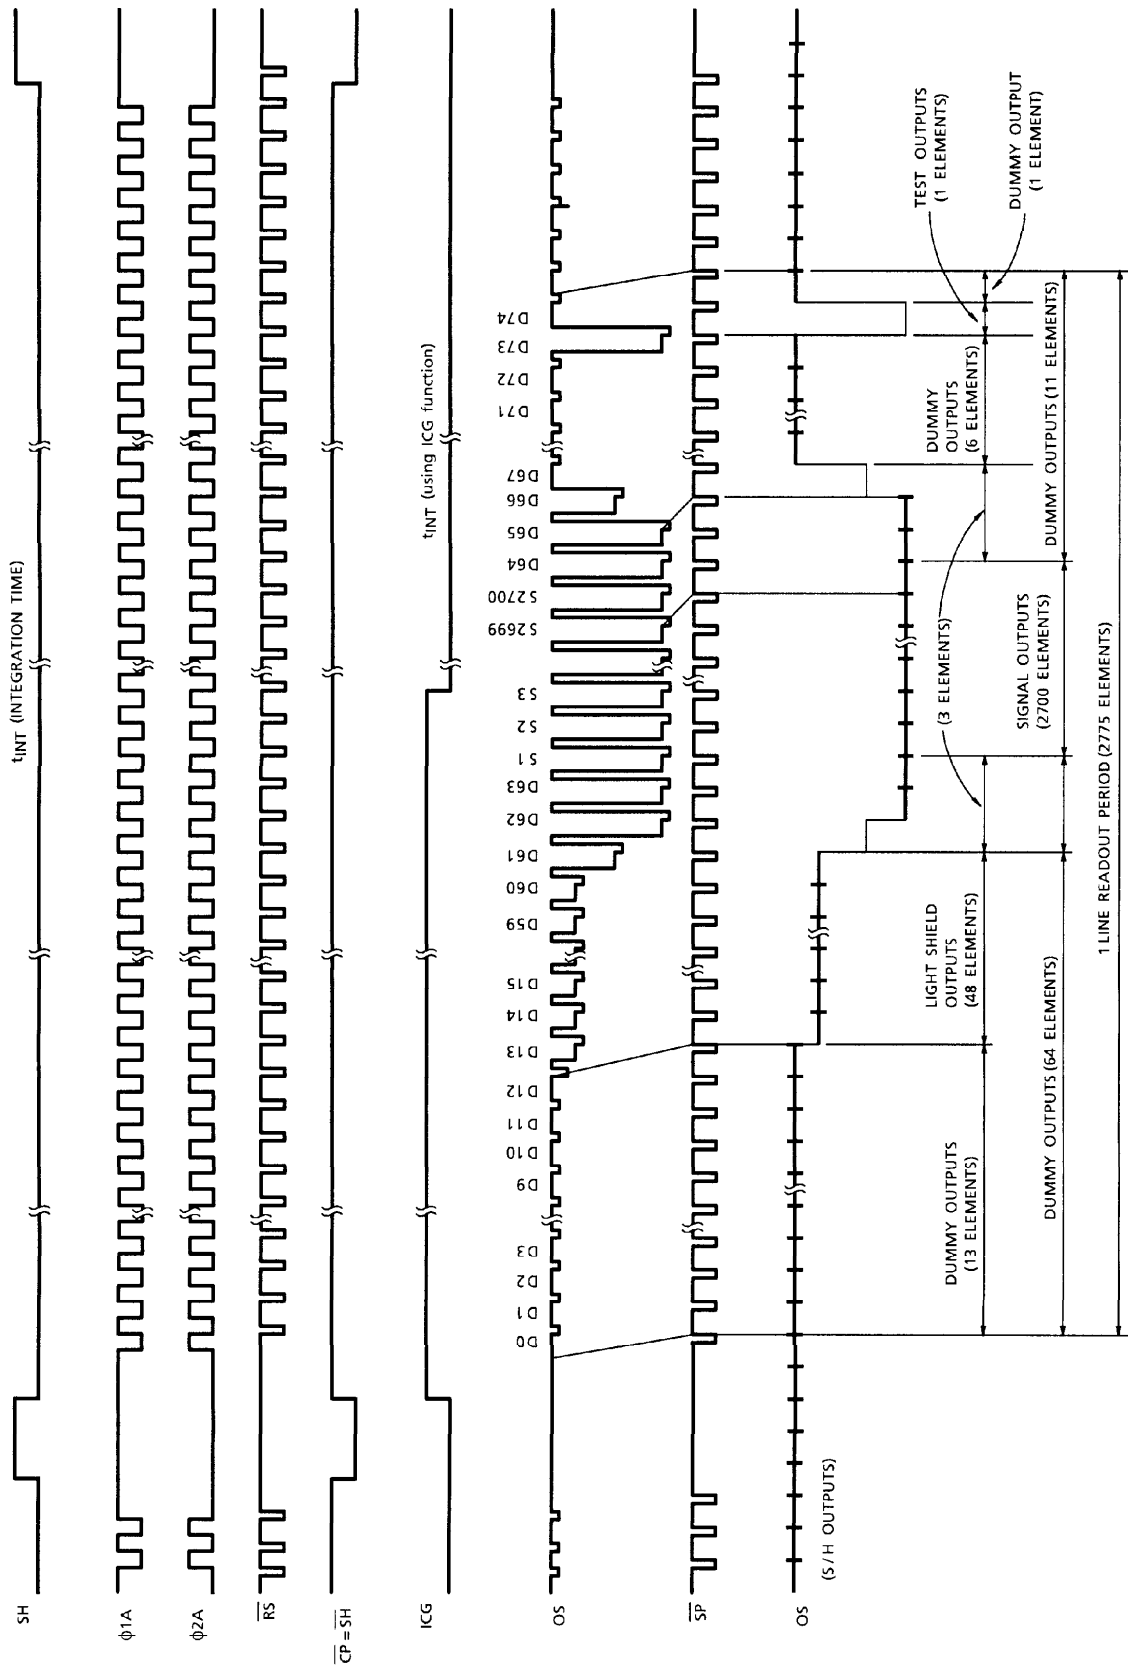 SH
tINT (INTEGRATION TIME)
φ1A
φ2A
RS
CP = SH
ICG
tINT (using ICG function)
OS
D0
D1
D2
D3
D9
D10
D11
D12
D13
D14
D15
D59
D60
D61
D62
D63
S1
S2
S3
S2699
S2700
D64
D65
D66
D67
D71
D72
D73
D74
SP
OS
(S / H OUTPUTS)
DUMMY OUTPUTS
(13 ELEMENTS)
LIGHT SHIELD
OUTPUTS
(48 ELEMENTS)
(3 ELEMENTS)
DUMMY
OUTPUTS
(6 ELEMENTS)
TEST OUTPUTS
(1 ELEMENTS)
DUMMY OUTPUT
(1 ELEMENT)
DUMMY OUTPUTS (64 ELEMENTS)
SIGNAL OUTPUTS
(2700 ELEMENTS)
DUMMY OUTPUTS (11 ELEMENTS)
1 LINE READOUT PERIOD (2775 ELEMENTS)